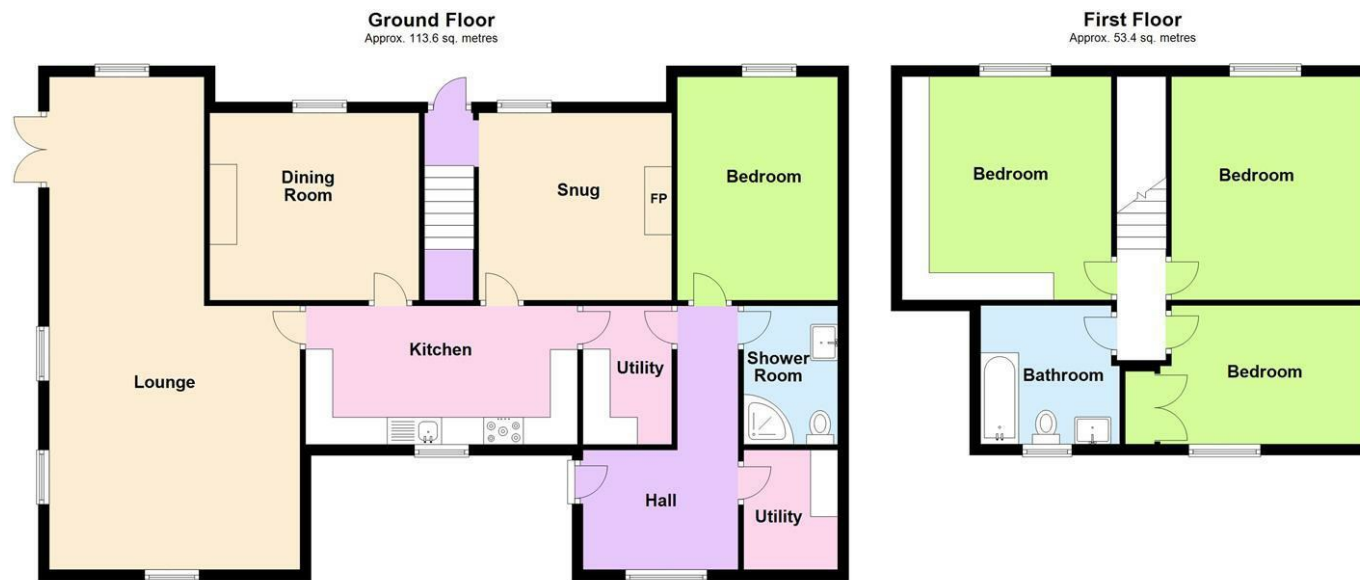 Ground Floor
Approx. 113.6 sq. metres
First Floor
Approx. 53.4 sq. metres
Dining
Room
Snug
FP
Bedroom
Bedroom
Bedroom
Kitchen
Lounge
Utility
Shower
Room
Bathroom
Bedroom
Hall
Utility